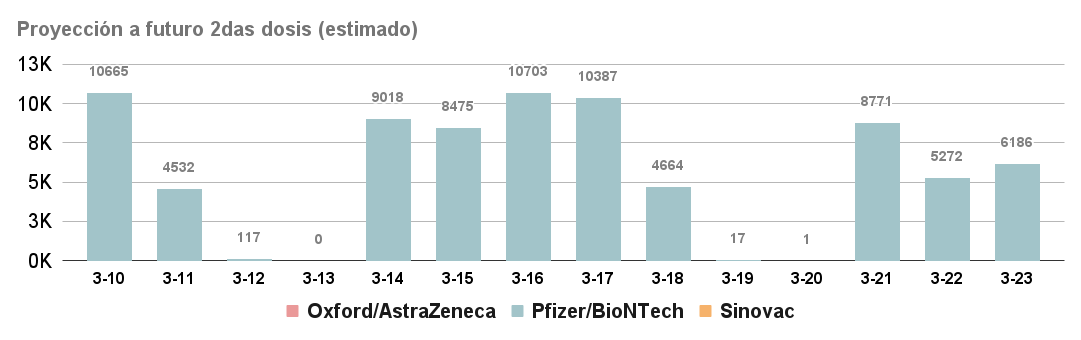 Proyección a futuro 2das dosis (estimado)
13K
10K
8K
5K
3K
0K
10665
4532
117
0
9018
8475
10703
10387
4664
17
1
8771
5272
6186
3-10 3-11 3-12 3-13 3-14 3-15 3-16 3-17 3-18 3-19 3-20 3-21 3-22 3-23
Oxford/AstraZeneca Pfizer/BioNTech Sinovac